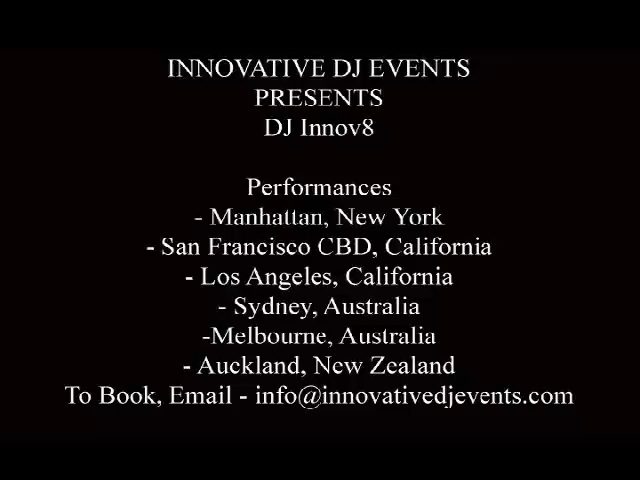 INNOVATIVE DJ EVENTS
PRESENTS
DJ Innov8
Performances
- Manhattan, New York
- San Francisco CBD, California
- Los Angeles, California
- Sydney, Australia
-Melbourne, Australia
- Auckland, New Zealand
To Book, Email - info@innovativedjevents.com